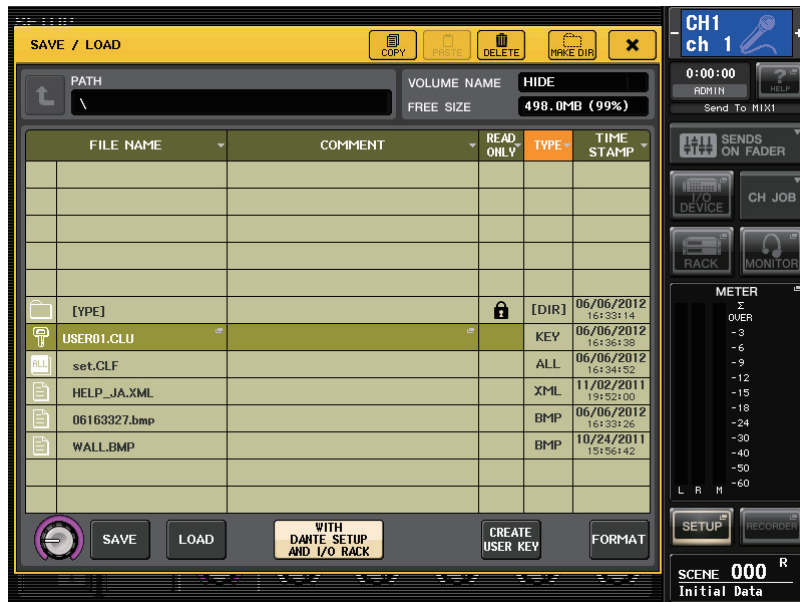 SAVE / LOAD
COPY
PASTE
DELETE
MAKE DIR
PATH
\
VOLUME NAME HIDE
FREE SIZE 498.0MB (99%)
FILE NAME COMMENT READ ONLY TYPE TIME STAMP
[YPE] [DIR] 06/06/2012 16:33:14
USER01.CLU KEY 06/06/2012 16:36:38
ALL set.CLF ALL 06/06/2012 16:34:52
HELP_JA.XML XML 11/02/2011 19:52:00
06163327.bmp BMP 06/06/2012 16:33:26
WALL.BMP BMP 10/24/2011 15:56:42
SAVE
LOAD
WITH
DANTE SETUP
AND I/O RACK
CREATE
USER KEY
FORMAT
- CH1 +
ch 1
0:00:00
ADMIN
? HELP
Send To MIX1
SENDS
ON FADER
I/O
DEVICE
CH JOB
RACK
MONITOR
METER
Σ
OVER
-3
-6
-9
-12
-15
-18
-24
-30
-40
-50
-60
L R M
SETUP
RECORDER
SCENE 000 R
Initial Data